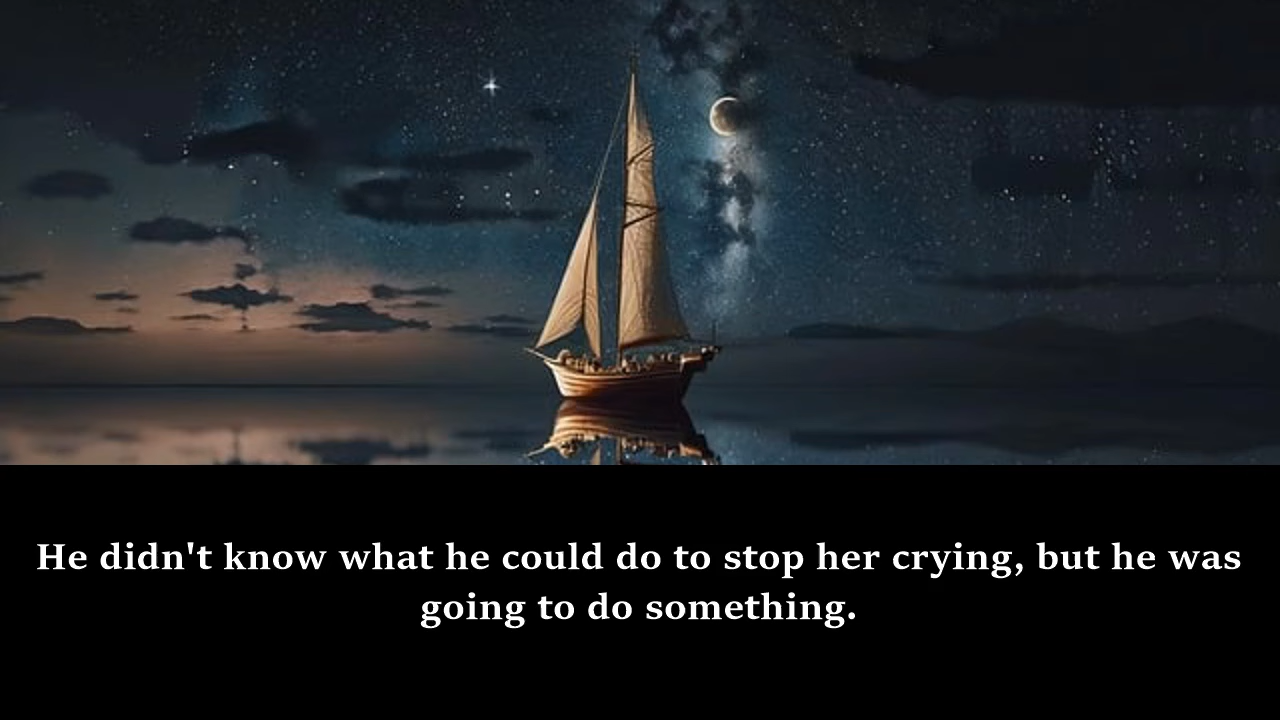 He didn't know what he could do to stop her crying, but he was
going to do something.